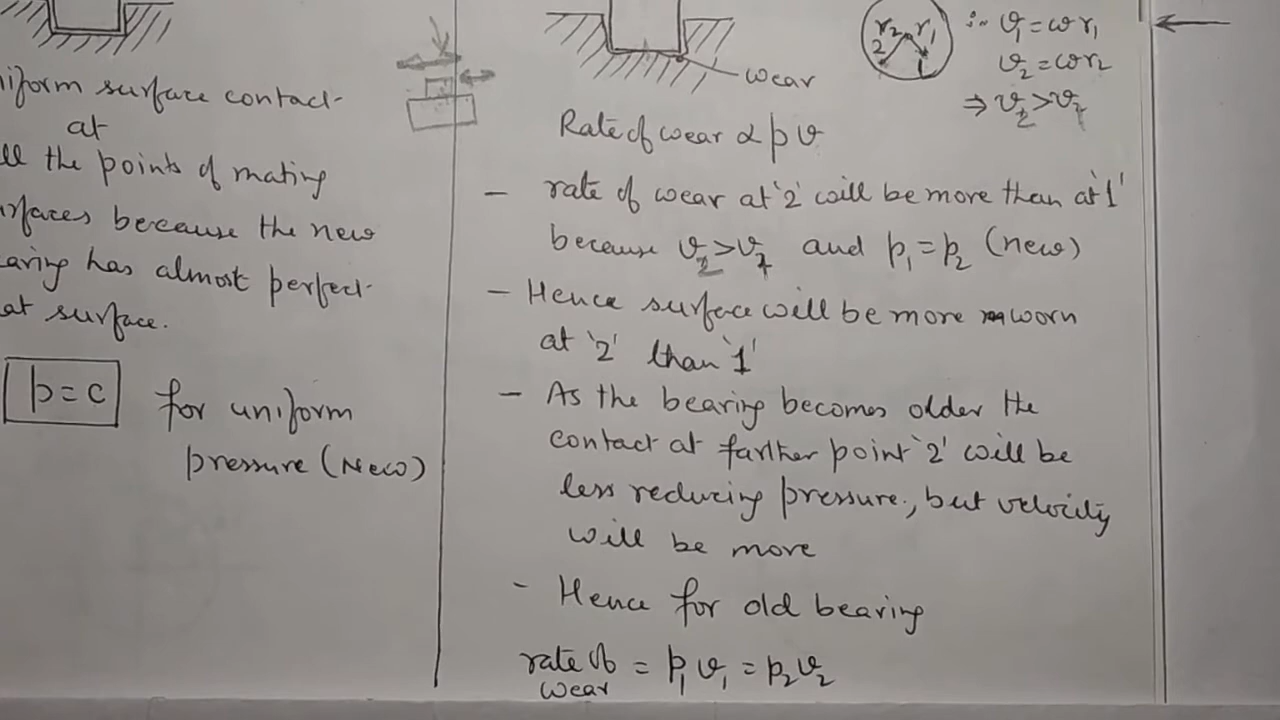 iform surface contact
at
ll the points of mating
rfaces because the new
aring has almost perfect
at surface.
p = c for uniform
pressure (New)
wear
r₂ r₁
2 1
∵ v₁ = ωr₁
v₂ = ωr₂
⇒ v₂ > v₁
Rate of wear α p v
- rate of wear at '2' will be more than at '1'
because v₂ > v₁ and p₁ = p₂ (new)
- Hence surface will be more worn
at '2' than '1'
- As the bearing becomes older the
contact at farther point '2' will be
less reducing pressure, but velocity
will be more
- Hence for old bearing
rate of wear = p₁v₁ = p₂v₂